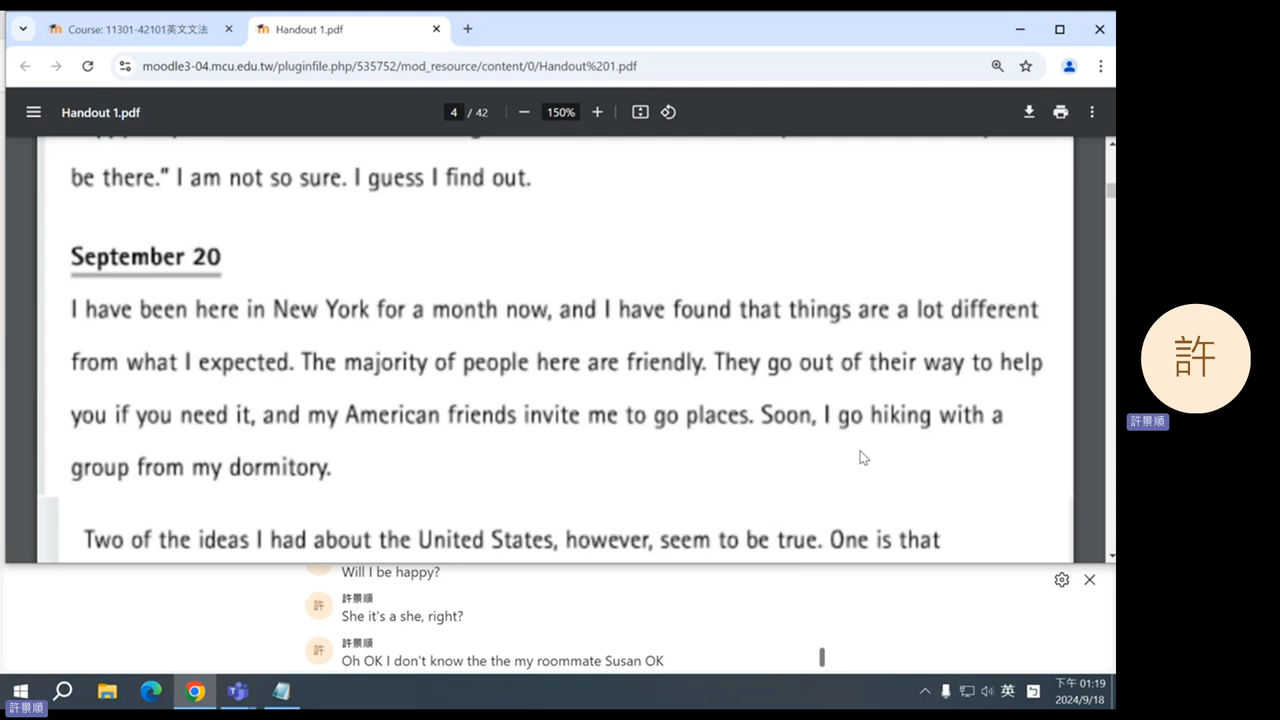 Course: 11301-42101英文文法
Handout 1.pdf
moodle3-04.mcu.edu.tw/pluginfile.php/535752/mod_resource/content/0/Handout%201.pdf
Handout 1.pdf
4 / 42
150%
be there." I am not so sure. I guess I find out.
September 20
I have been here in New York for a month now, and I have found that things are a lot different
from what I expected. The majority of people here are friendly. They go out of their way to help
you if you need it, and my American friends invite me to go places. Soon, I go hiking with a
group from my dormitory.
Two of the ideas I had about the United States, however, seem to be true. One is that
許
許景順
Will I be happy?
許
許景順
She it's a she, right?
許
許景順
Oh OK I don't know the the my roommate Susan OK
英
下午 01:19
2024/9/18
許景順